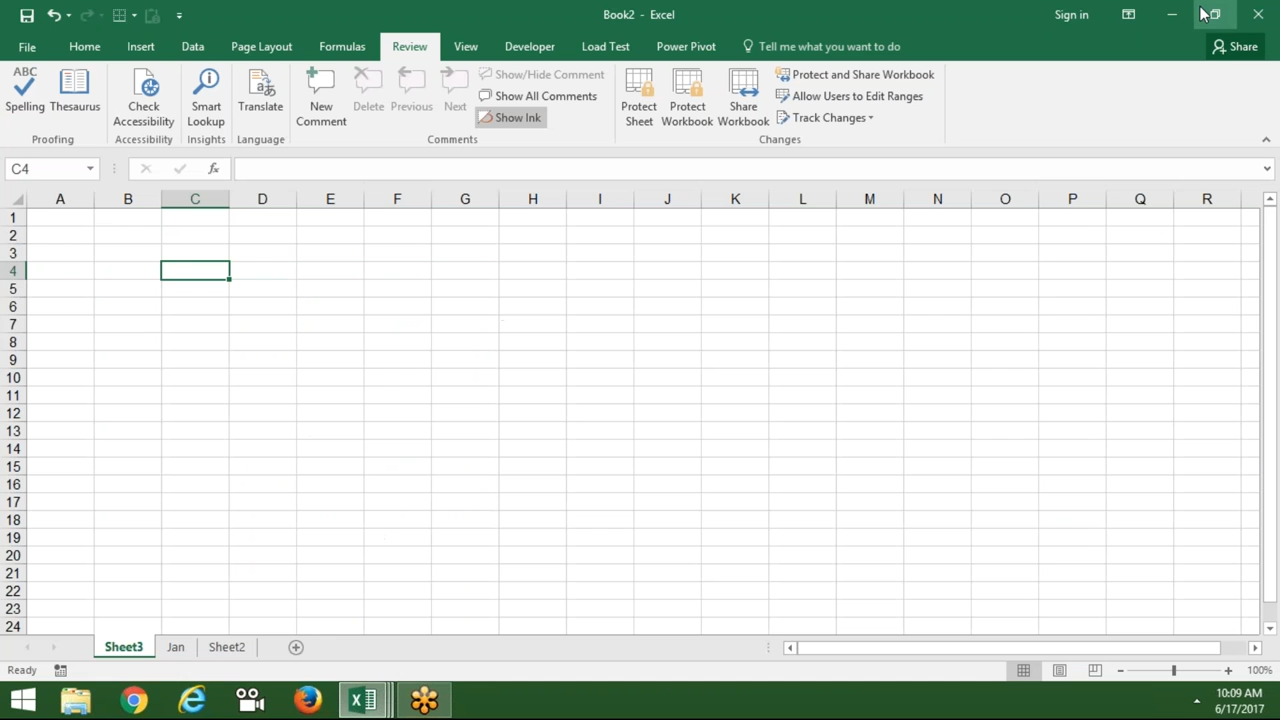 Book2 - Excel
Sign in
File Home Insert Data Page Layout Formulas Review View Developer Load Test Power Pivot Tell me what you want to do Share
ABC
Spelling
Thesaurus
Proofing
Check
Accessibility
Accessibility
Smart
Lookup
Insights
Translate
Language
New
Comment
Delete
Previous
Next
Show/Hide Comment
Show All Comments
Show Ink
Comments
Protect
Sheet
Protect
Workbook
Share
Workbook
Protect and Share Workbook
Allow Users to Edit Ranges
Track Changes
Changes
C4
fx
A B C D E F G H I J K L M N O P Q R
1
2
3
4
5
6
7
8
9
10
11
12
13
14
15
16
17
18
19
20
21
22
23
24
Sheet3 Jan Sheet2
Ready
100%
10:09 AM
6/17/2017